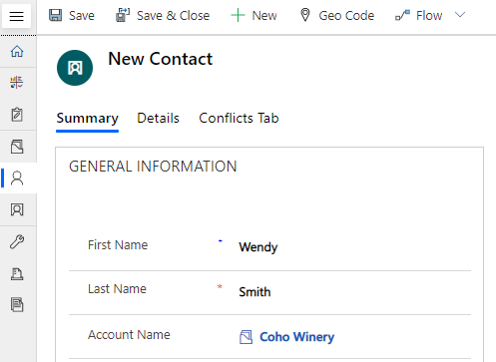 Save Save & Close New Geo Code Flow
New Contact
Summary Details Conflicts Tab
GENERAL INFORMATION
First Name Wendy
Last Name * Smith
Account Name Coho Winery